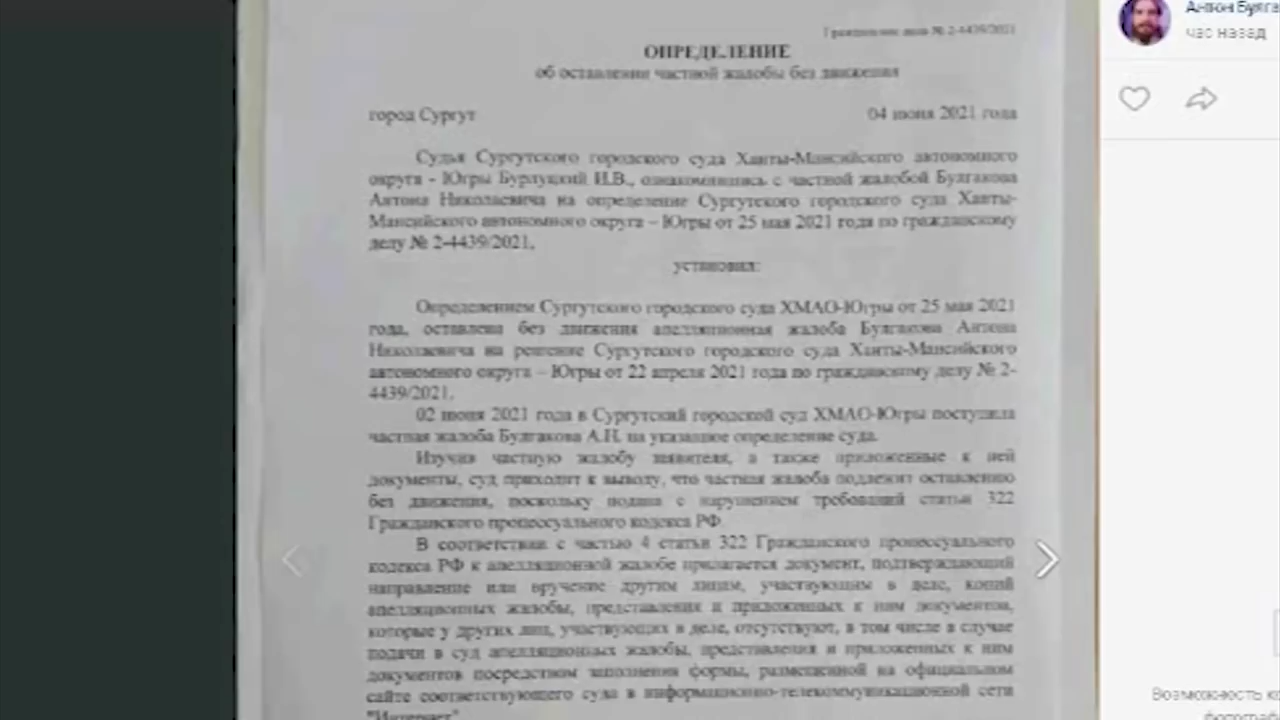 Гражданское дело № 2-4439/2021
ОПРЕДЕЛЕНИЕ
об оставлении частной жалобы без движения
город Сургут 04 июня 2021 года
Судья Сургутского городского суда Ханты-Мансийского автономного
округа - Югры Бурлуцкий И.В., ознакомившись с частной жалобой Булгакова
Антона Николаевича на определение Сургутского городского суда Ханты-
Мансийского автономного округа – Югры от 25 мая 2021 года по гражданскому
делу № 2-4439/2021,
установил:
Определением Сургутского городского суда ХМАО-Югры от 25 мая 2021
года, оставлена без движения апелляционная жалоба Булгакова Антона
Николаевича на решение Сургутского городского суда Ханты-Мансийского
автономного округа – Югры от 22 апреля 2021 года по гражданскому делу № 2-
4439/2021.
02 июня 2021 года в Сургутский городской суд ХМАО-Югры поступила
частная жалоба Булгакова А.Н. на указанное определение суда.
Изучив частную жалобу заявителя, а также приложенные к ней
документы, суд приходит к выводу, что частная жалоба подлежит оставлению
без движения, поскольку подана с нарушением требований статьи 322
Гражданского процессуального кодекса РФ.
В соответствии с частью 4 статьи 322 Гражданского процессуального
кодекса РФ к апелляционной жалобе прилагается документ, подтверждающий
направление или вручение другим лицам, участвующим в деле, копий
апелляционных жалобы, представления и приложенных к ним документов,
которые у других лиц, участвующих в деле, отсутствуют, в том числе в случае
подачи в суд апелляционных жалобы, представления и приложенных к ним
документов посредством заполнения формы, размещенной на официальном
сайте соответствующего суда в информационно-телекоммуникационной сети
"Интернет"
Антон Булга
час назад
Возможность ко